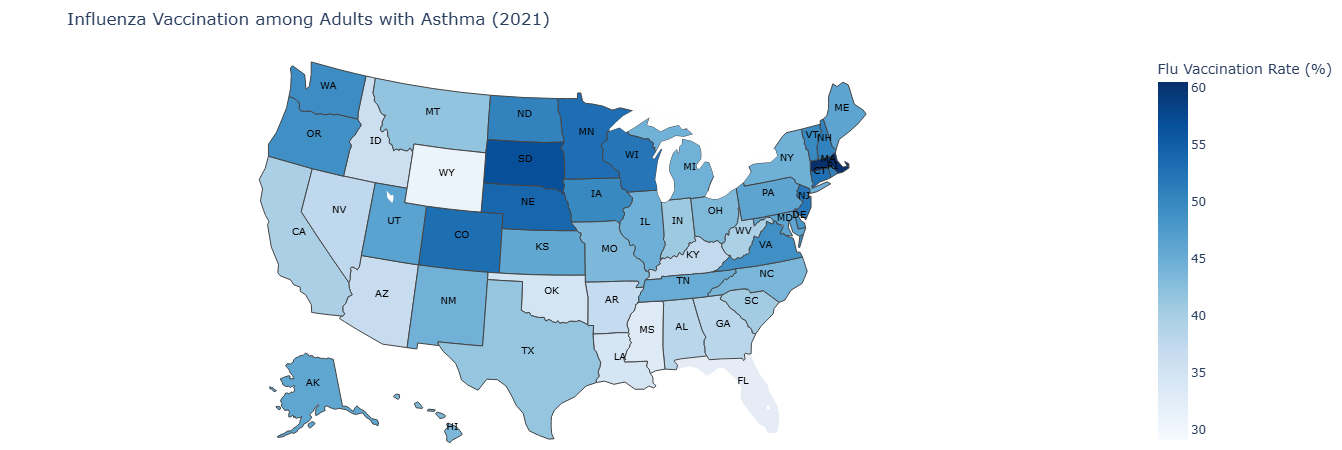 Influenza Vaccination among Adults with Asthma (2021)
Flu Vaccination Rate (%)
60
55
50
45
40
35
30
WA
MT
ND
MN
ME
OR
ID
SD
WI
VT
NH
WY
MI
NY
MA
RI
CT
NE
IA
PA
NJ
NV
UT
CO
IL
IN
OH
MD
DE
CA
KS
MO
WV
VA
KY
AZ
NM
OK
AR
TN
NC
SC
TX
LA
MS
AL
GA
FL
AK
HI